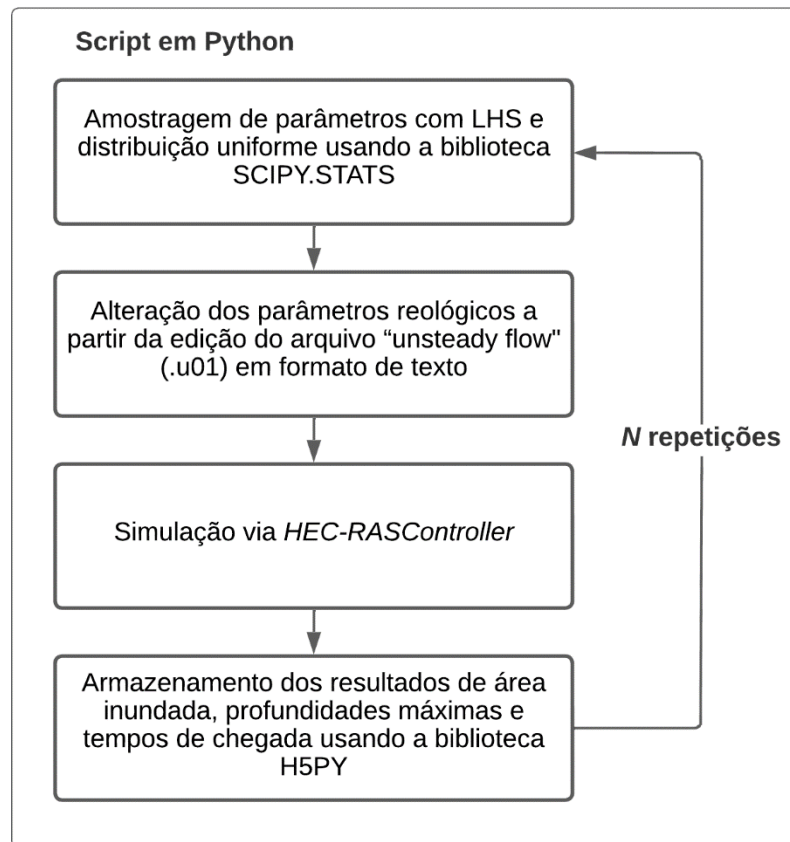 Script em Python
Amostragem de parâmetros com LHS e
distribuição uniforme usando a biblioteca
SCIPY.STATS
Alteração dos parâmetros reológicos a
partir da edição do arquivo “unsteady flow"
(.u01) em formato de texto
N repetições
Simulação via HEC-RASController
Armazenamento dos resultados de área
inundada, profundidades máximas e
tempos de chegada usando a biblioteca
H5PY